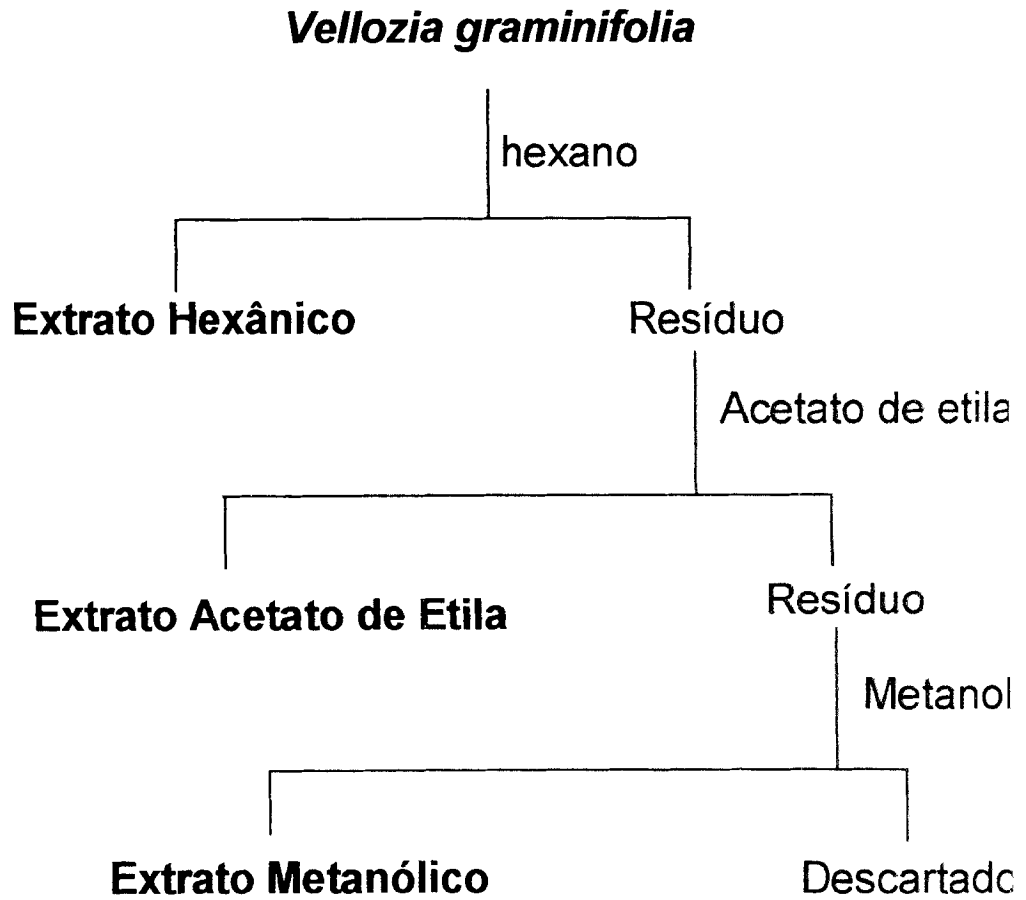 Vellozia graminifolia
hexano
Extrato Hexânico
Resíduo
Acetato de etila
Extrato Acetato de Etila
Resíduo
Metanol
Extrato Metanólico
Descartado